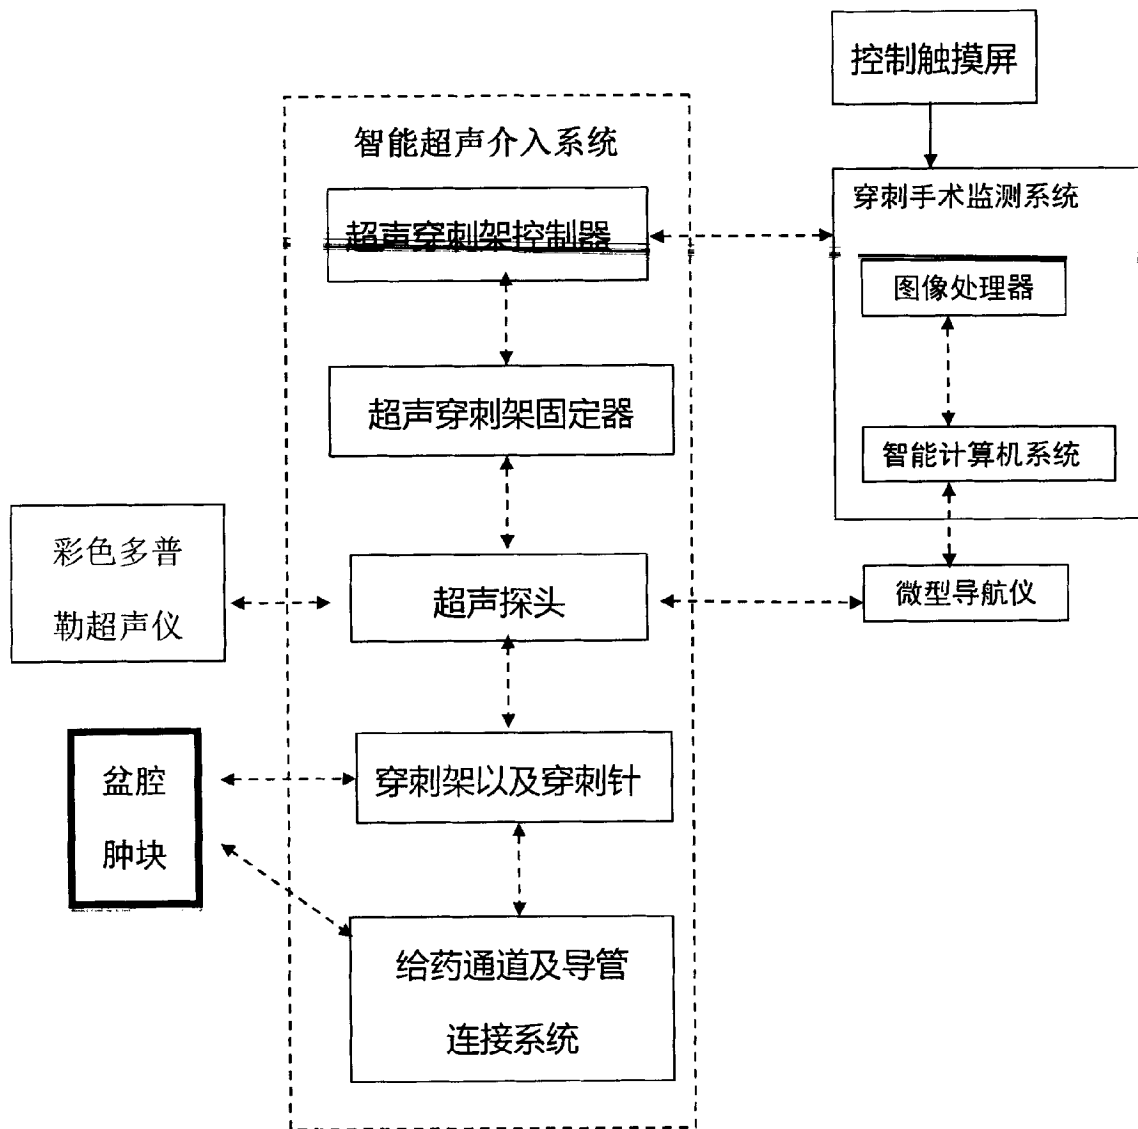 控制触摸屏
智能超声介入系统
穿刺手术监测系统
超声穿刺架控制器
图像处理器
超声穿刺架固定器
智能计算机系统
彩色多普
勒超声仪
超声探头
微型导航仪
盆腔
肿块
穿刺架以及穿刺针
给药通道及导管
连接系统